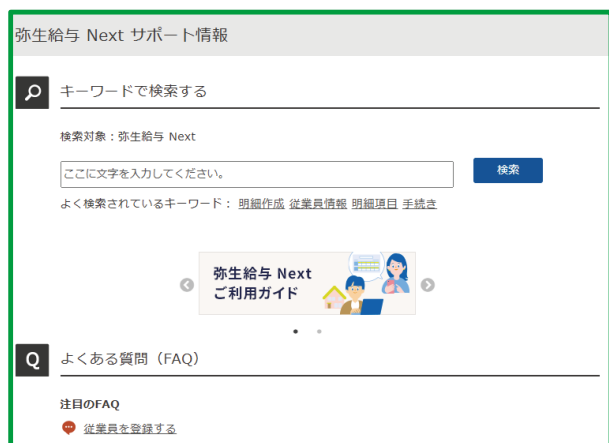 弥生給与 Next サポート情報
キーワードで検索する
検索対象：弥生給与 Next
ここに文字を入力してください。
検索
よく検索されているキーワード： 明細作成 従業員情報 明細項目 手続き
弥生給与 Next
ご利用ガイド
Q よくある質問（FAQ）
注目のFAQ
従業員を登録する